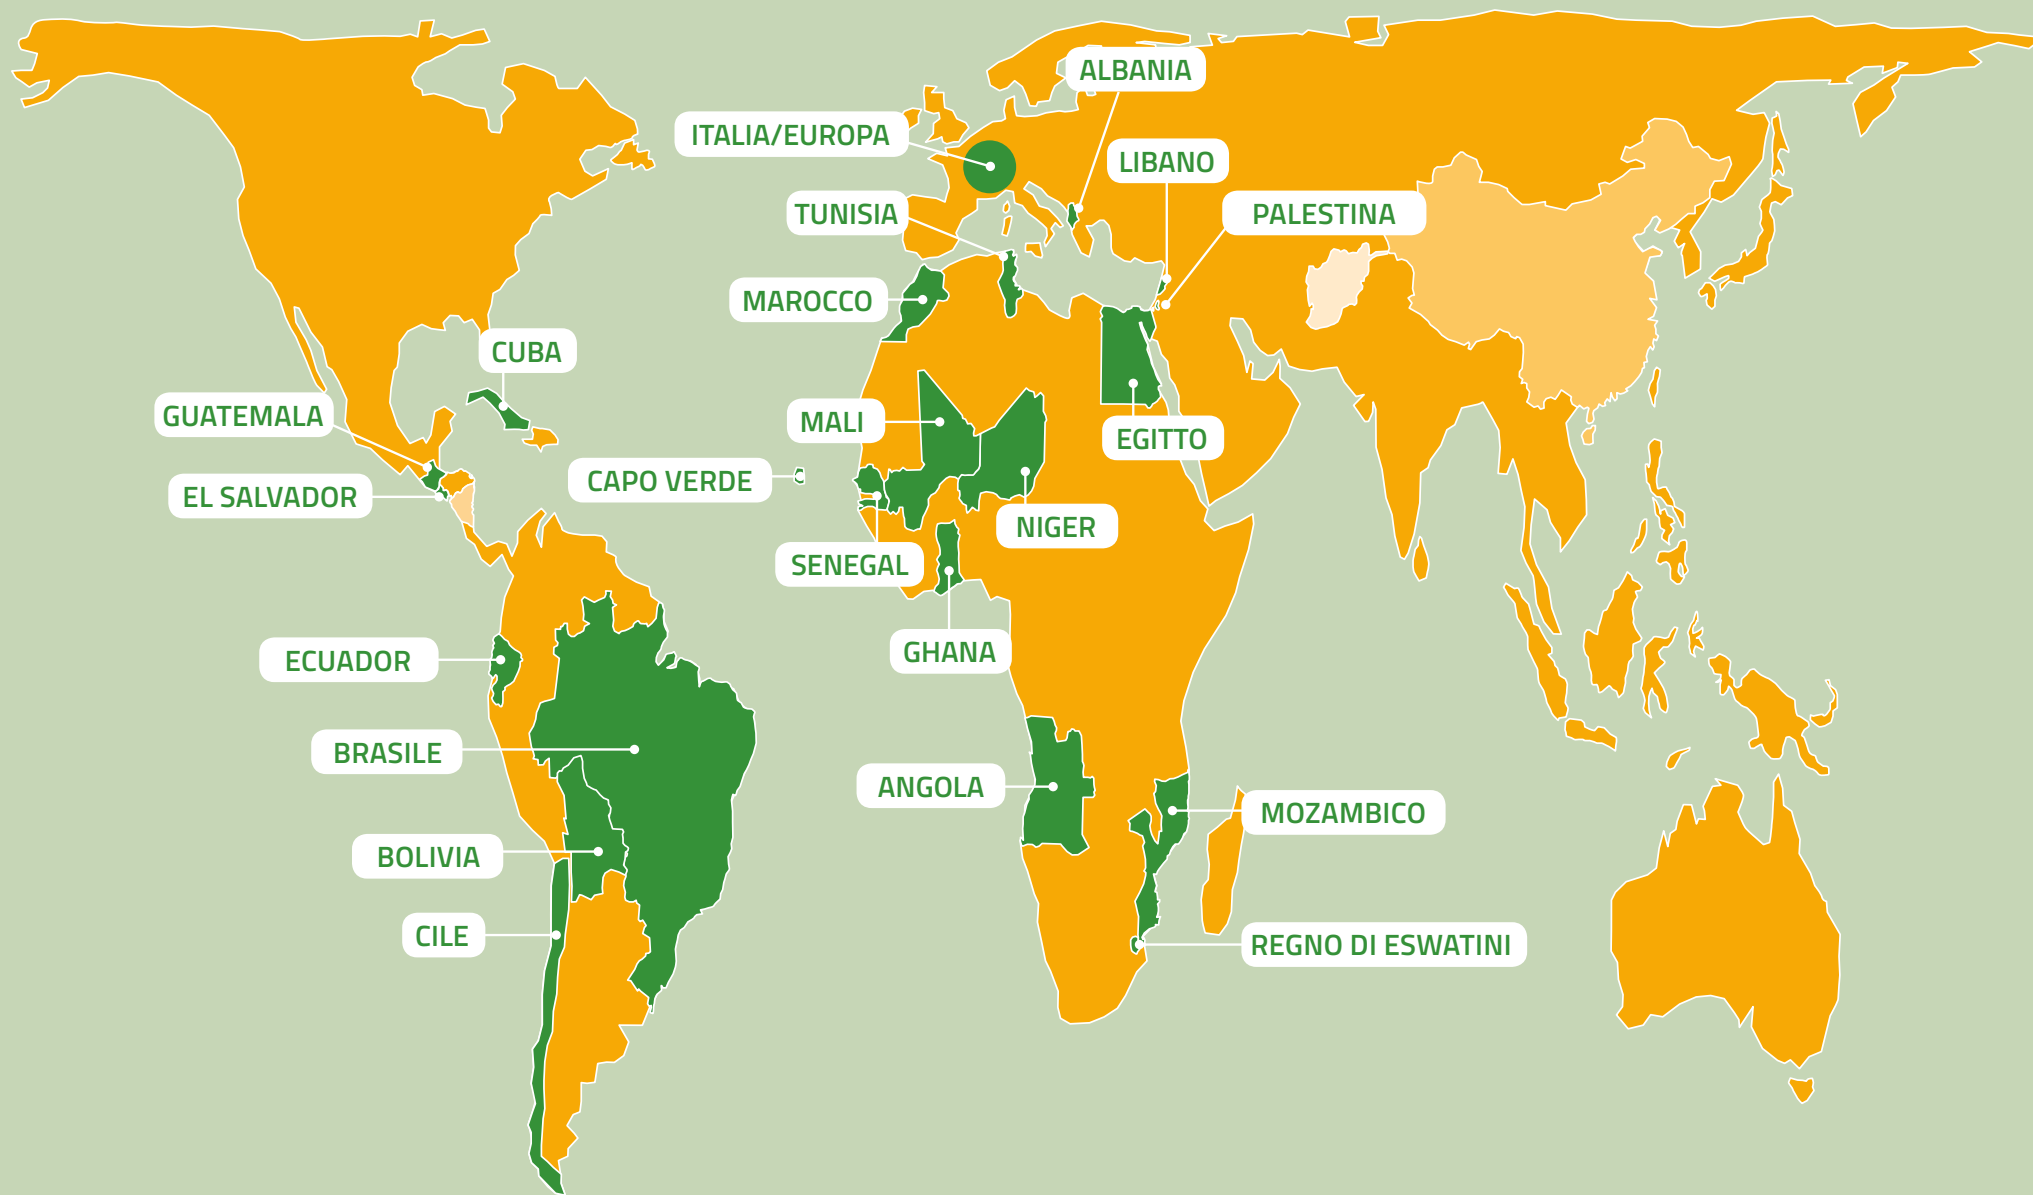 ALBANIA
ITALIA/EUROPA
LIBANO
TUNISIA
PALESTINA
MAROCCO
CUBA
GUATEMALA
MALI
EGITTO
CAPO VERDE
EL SALVADOR
NIGER
SENEGAL
GHANA
ECUADOR
BRASILE
ANGOLA
MOZAMBICO
BOLIVIA
CILE
REGNO DI ESWATINI